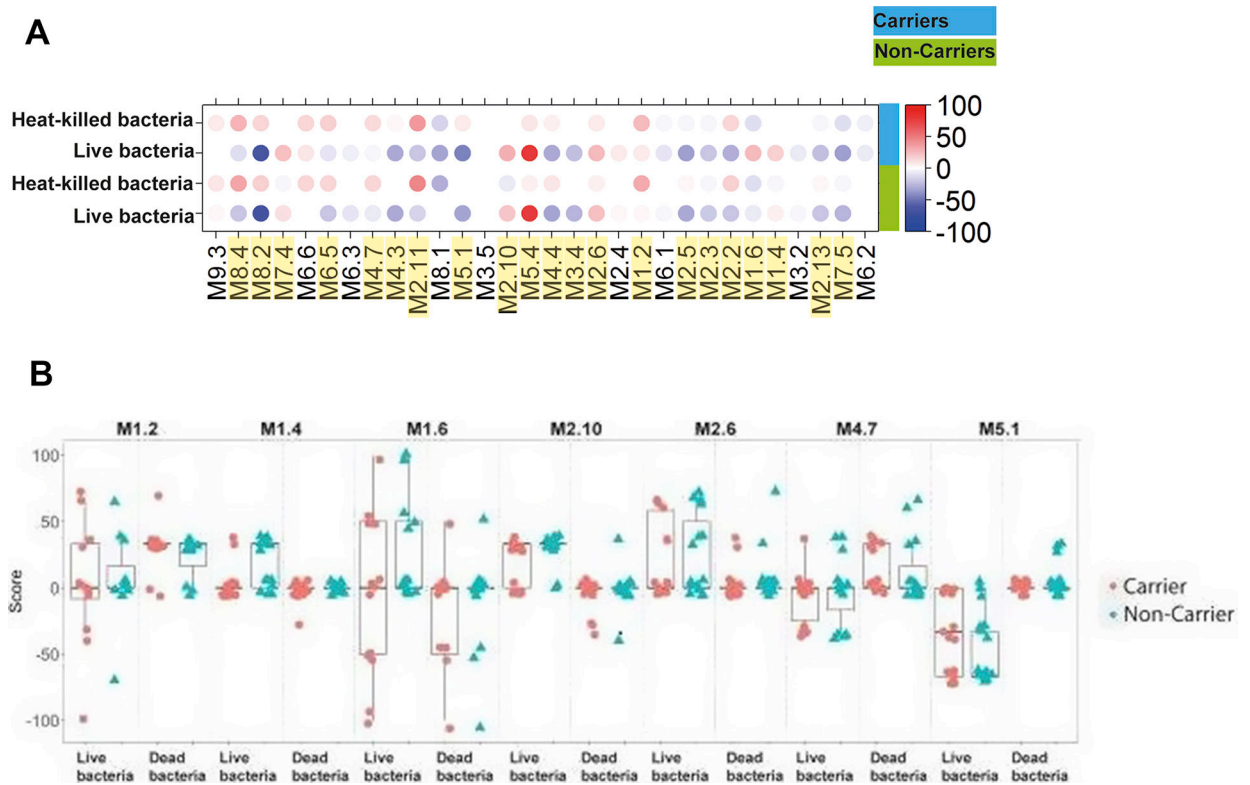 A
Carriers
Non-Carriers
Heat-killed bacteria
Live bacteria
Heat-killed bacteria
Live bacteria
100
50
0
-50
-100
M9.3 M8.4 M8.2 M7.4 M6.6 M6.5 M6.3 M4.7 M4.3 M2.11 M8.1 M5.1 M3.5 M2.10 M5.4 M4.4 M3.4 M2.6 M2.4 M1.2 M6.1 M2.5 M2.3 M2.2 M1.6 M1.4 M3.2 M2.13 M7.5 M6.2
B
M1.2 M1.4 M1.6 M2.10 M2.6 M4.7 M5.1
Score
100
50
0
-50
-100
Carrier
Non-Carrier
Live Dead Live Dead Live Dead Live Dead Live Dead Live Dead Live Dead
bacteria bacteria bacteria bacteria bacteria bacteria bacteria bacteria bacteria bacteria bacteria bacteria bacteria bacteria